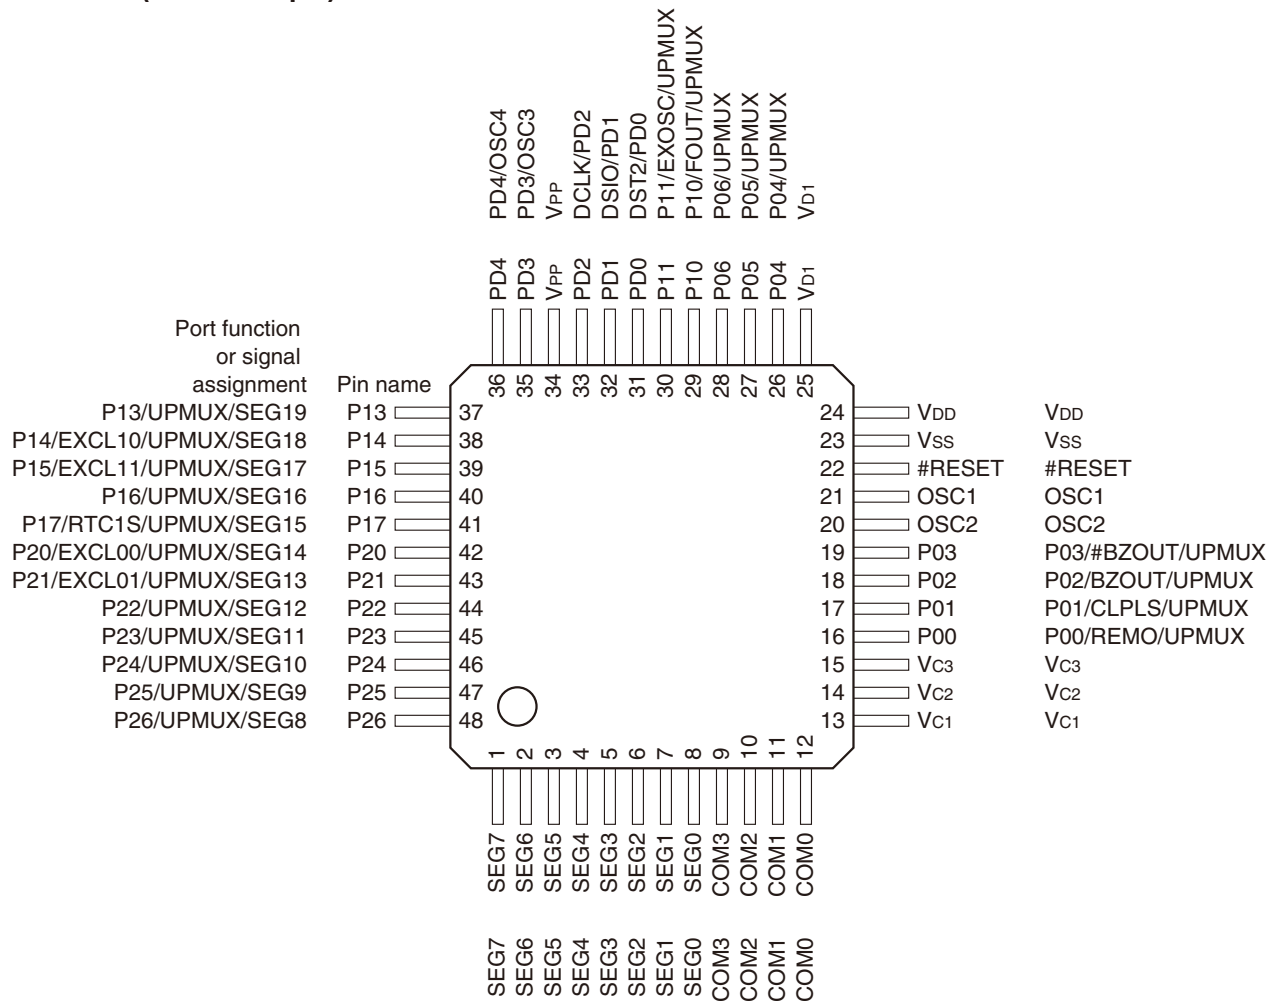 PD4/OSC4
PD3/OSC3
VPP
DCLK/PD2
DSIO/PD1
DST2/PD0
P11/EXOSC/UPMUX
P10/FOUT/UPMUX
P06/UPMUX
P05/UPMUX
P04/UPMUX
VD1
PD4
PD3
VPP
PD2
PD1
PD0
P11
P10
P06
P05
P04
VD1
Port function
or signal
assignment Pin name
36 35 34 33 32 31 30 29 28 27 26 25
P13/UPMUX/SEG19 P13 37 24 VDD VDD
P14/EXCL10/UPMUX/SEG18 P14 38 23 VSS VSS
P15/EXCL11/UPMUX/SEG17 P15 39 22 #RESET #RESET
P16/UPMUX/SEG16 P16 40 21 OSC1 OSC1
P17/RTC1S/UPMUX/SEG15 P17 41 20 OSC2 OSC2
P20/EXCL00/UPMUX/SEG14 P20 42 19 P03 P03/#BZOUT/UPMUX
P21/EXCL01/UPMUX/SEG13 P21 43 18 P02 P02/BZOUT/UPMUX
P22/UPMUX/SEG12 P22 44 17 P01 P01/CLPLS/UPMUX
P23/UPMUX/SEG11 P23 45 16 P00 P00/REMO/UPMUX
P24/UPMUX/SEG10 P24 46 15 VC3 VC3
P25/UPMUX/SEG9 P25 47 14 VC2 VC2
P26/UPMUX/SEG8 P26 48 13 VC1 VC1
1 2 3 4 5 6 7 8 9 10 11 12
SEG7
SEG6
SEG5
SEG4
SEG3
SEG2
SEG1
SEG0
COM3
COM2
COM1
COM0
SEG7
SEG6
SEG5
SEG4
SEG3
SEG2
SEG1
SEG0
COM3
COM2
COM1
COM0